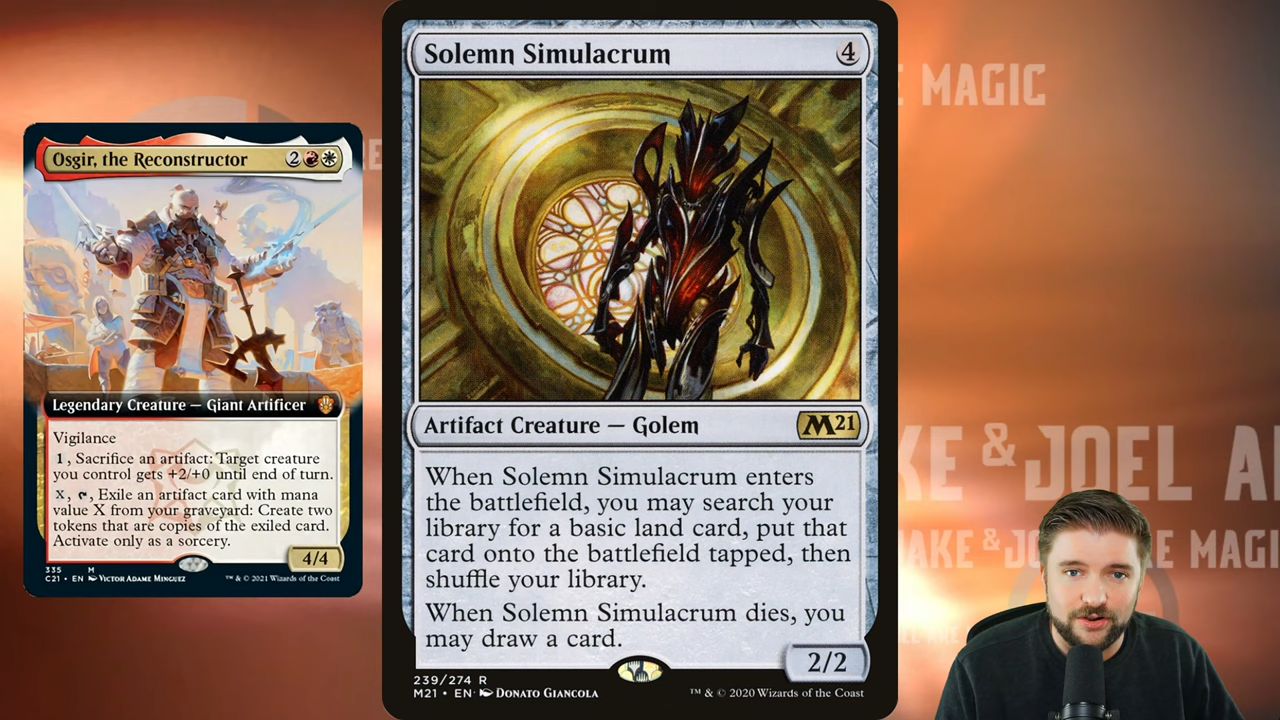 Osgir, the Reconstructor 2
Legendary Creature — Giant Artificer
Vigilance
1, Sacrifice an artifact: Target creature
you control gets +2/+0 until end of turn.
X, , Exile an artifact card with mana
value X from your graveyard: Create two
tokens that are copies of the exiled card.
Activate only as a sorcery.
4/4
335 M
C21 • EN VICTOR ADAME MINGUEZ
™ & © 2021 Wizards of the Coast
Solemn Simulacrum 4
Artifact Creature — Golem
M21
When Solemn Simulacrum enters
the battlefield, you may search your
library for a basic land card, put that
card onto the battlefield tapped, then
shuffle your library.
When Solemn Simulacrum dies, you
may draw a card.
2/2
239/274 R
M21 • EN DONATO GIANCOLA
™ & © 2020 Wizards of the Coast
MAGIC
& JOEL
AKE & JO
MAGI